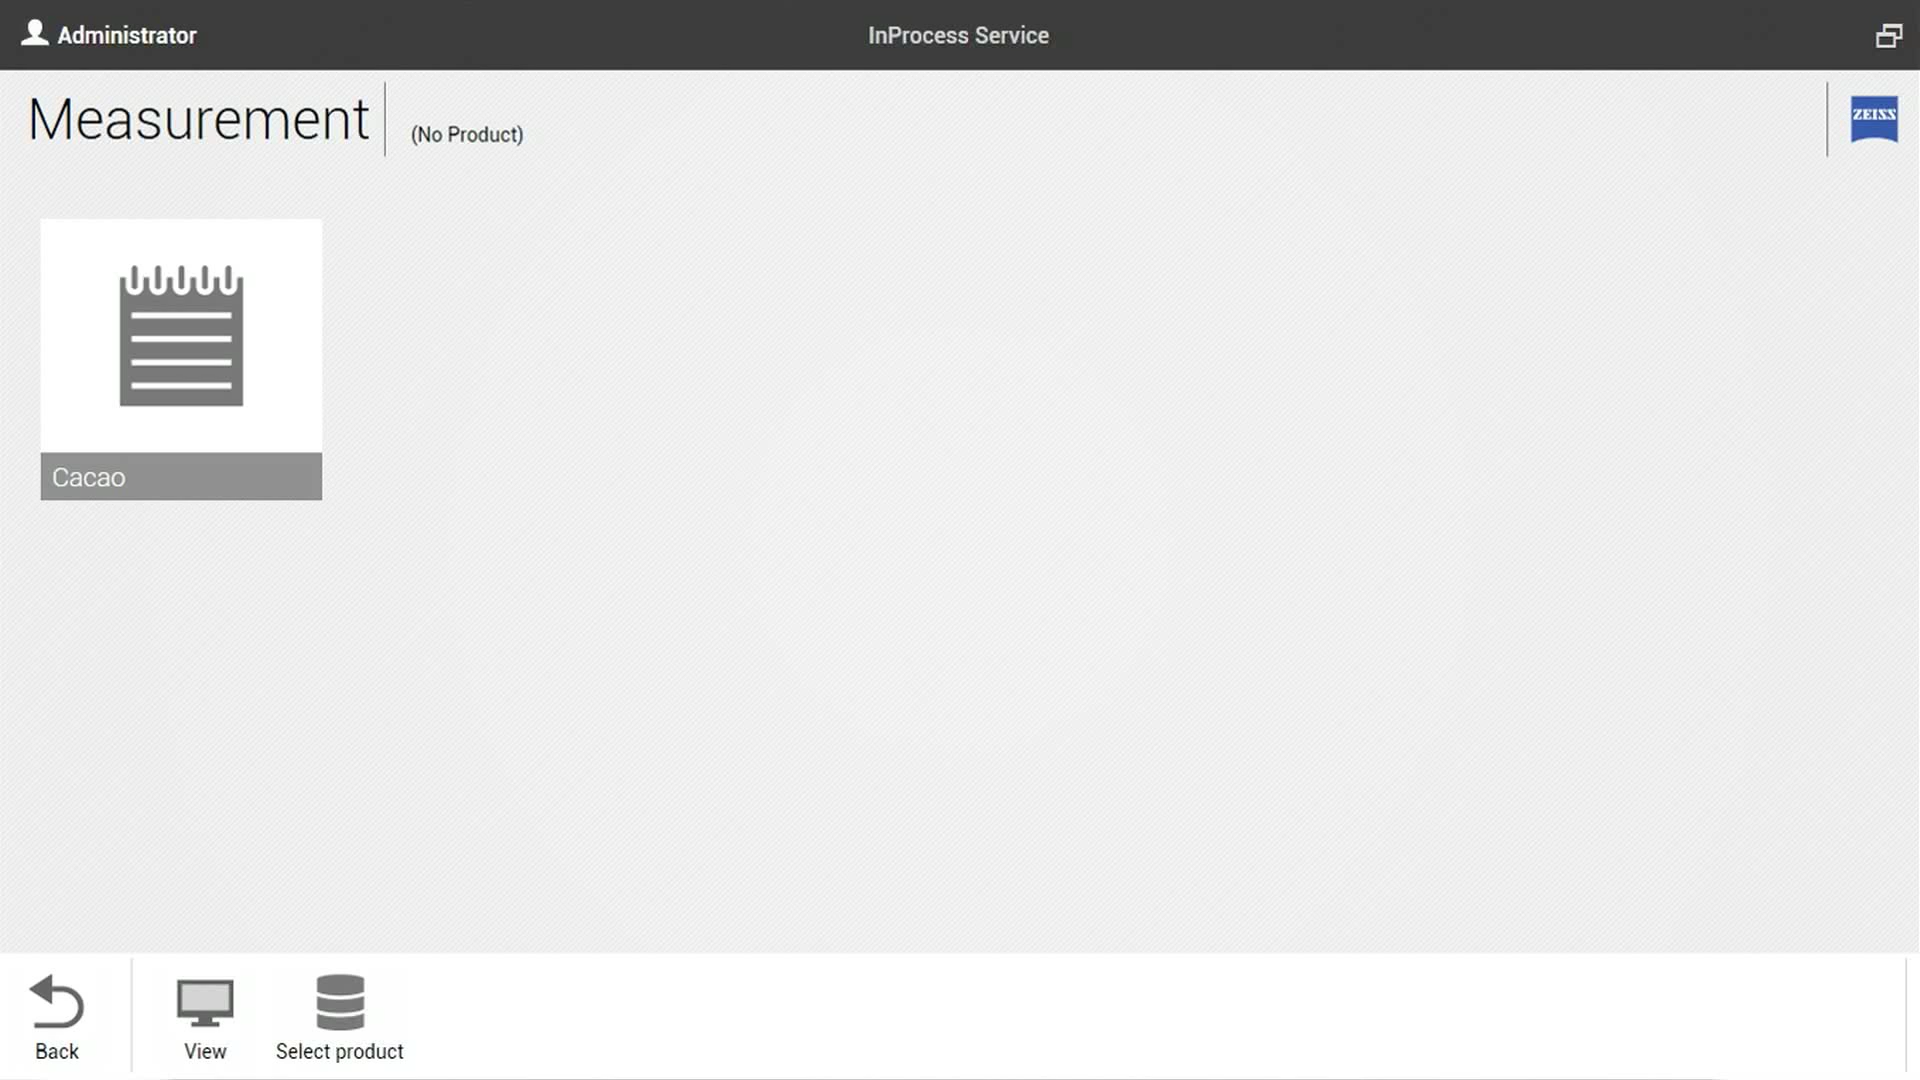 Administrator
InProcess Service
Measurement
(No Product)
ZEISS
Cacao
Back
View
Select product